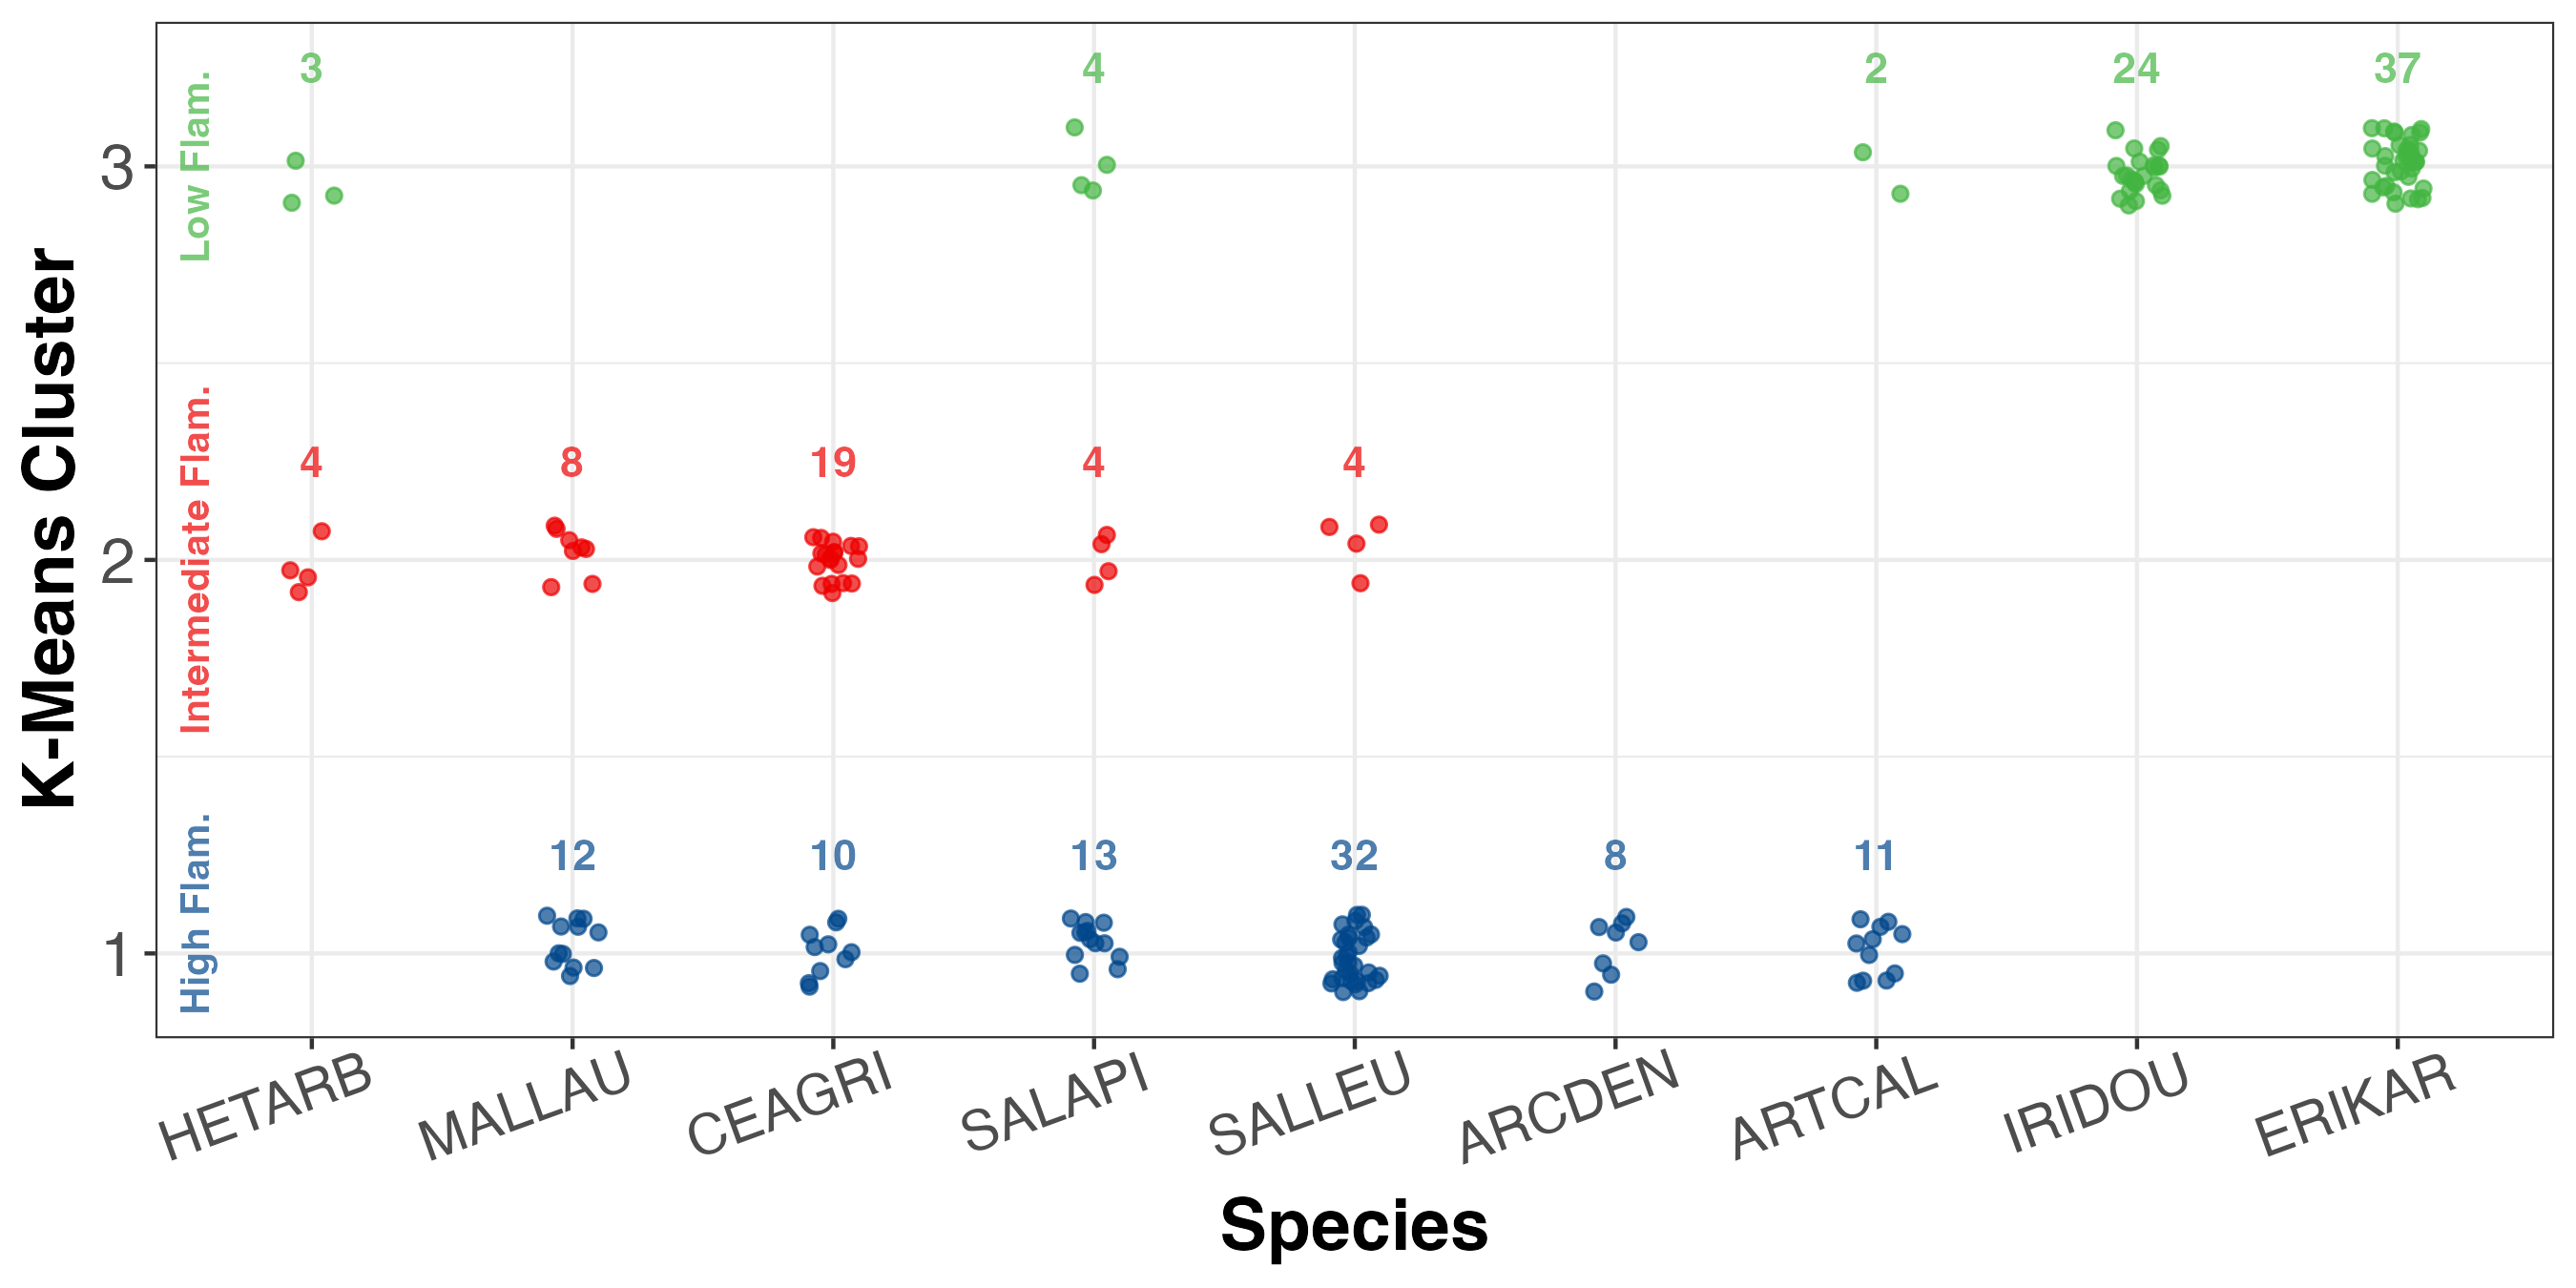 3 4 2 24 37
Low Flam.
3
4 8 19 4 4
Intermediate Flam.
2
12 10 13 32 8 11
High Flam.
1
K-Means Cluster
HETARB MALLAU CEAGRI SALAPI SALLEU ARCDEN ARTCAL IRIDOU ERIKAR
Species